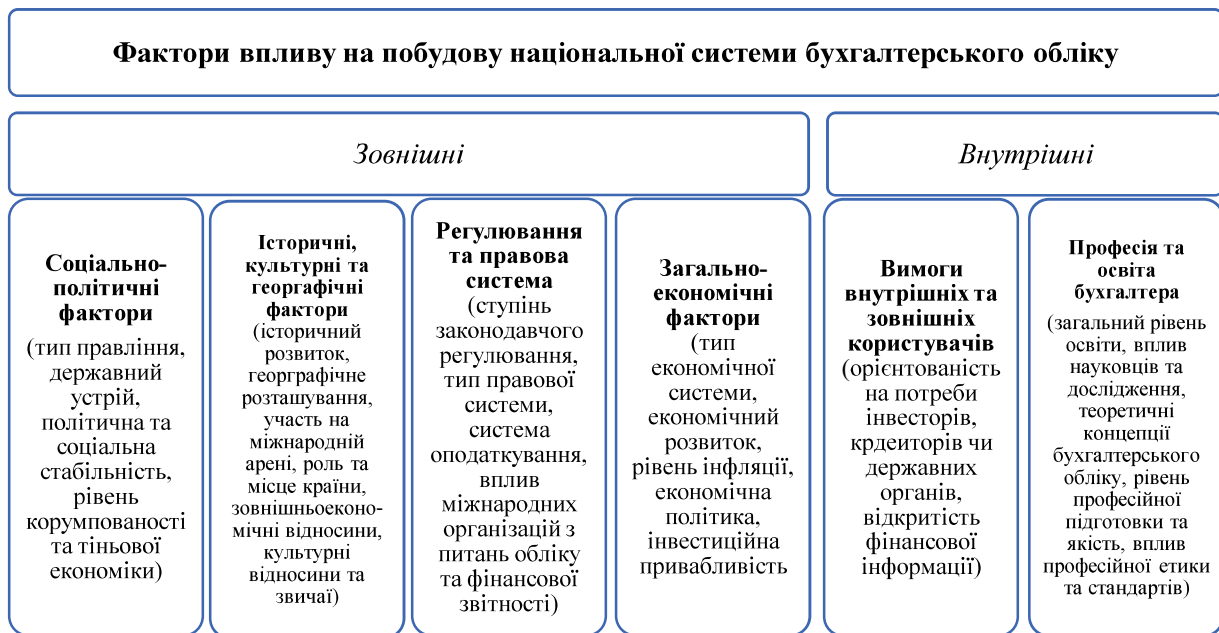 Фактори впливу на побудову національної системи бухгалтерського обліку
Зовнішні
Внутрішні
Соціально-
політичні
фактори
(тип правління,
державний
устрій,
політична та
соціальна
стабільність,
рівень
корумпованості
та тіньової
економіки)
Історичні,
культурні та
георгафічні
фактори
(історичний
розвиток,
георграфічне
розташування,
участь на
міжнародній
арені, роль та
місце країни,
зовнішньоеконо-
мічні відносини,
культурні
відносини та
звичаї)
Регулювання
та правова
система
(ступінь
законодавчого
регулювання,
тип правової
системи,
система
оподаткування,
вплив
міжнародних
організацій з
питань обліку
та фінансової
звітності)
Загально-
економічні
фактори
(тип
економічної
системи,
економічний
розвиток,
рівень інфляції,
економічна
політика,
інвестиційна
привабливість
Вимоги
внутрішніх та
зовнішніх
користувачів
(орієнтованість
на потреби
інвесторів,
крдеиторів чи
державних
органів,
відкритість
фінансової
інформації)
Професія та
освіта
бухгалтера
(загальний рівень
освіти, вплив
науковців та
дослідження,
теоретичні
концепції
бухгалтерського
обліку, рівень
професійної
підготовки та
якість, вплив
професійної етики
та стандартів)